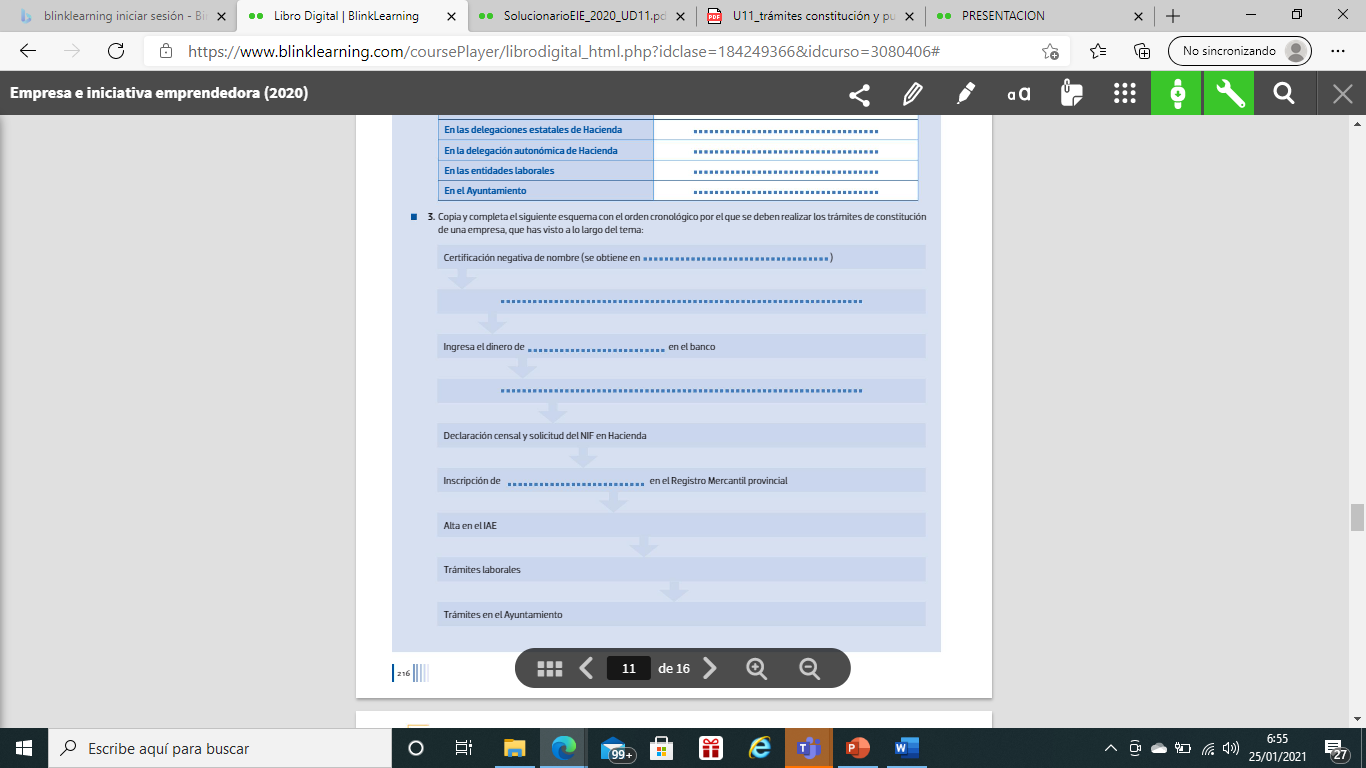 blinklearning iniciar sesión - Bi
Libro Digital | BlinkLearning
SolucionarioEIE_2020_UD11.pd
U11_trámites constitución y pu
PRESENTACION
https://www.blinklearning.com/coursePlayer/librodigital_html.php?idclase=184249366&idcurso=3080406#
No sincronizando
Empresa e iniciativa emprendedora (2020)
a a
En las delegaciones estatales de Hacienda
En la delegación autonómica de Hacienda
En las entidades laborales
En el Ayuntamiento
3. Copia y completa el siguiente esquema con el orden cronológico por el que se deben realizar los trámites de constitución
de una empresa, que has visto a lo largo del tema:
Certificación negativa de nombre (se obtiene en )
Ingresa el dinero de en el banco
Declaración censal y solicitud del NIF en Hacienda
Inscripción de en el Registro Mercantil provincial
Alta en el IAE
Trámites laborales
Trámites en el Ayuntamiento
216
11 de 16
Escribe aquí para buscar
99+
6:55
25/01/2021
27